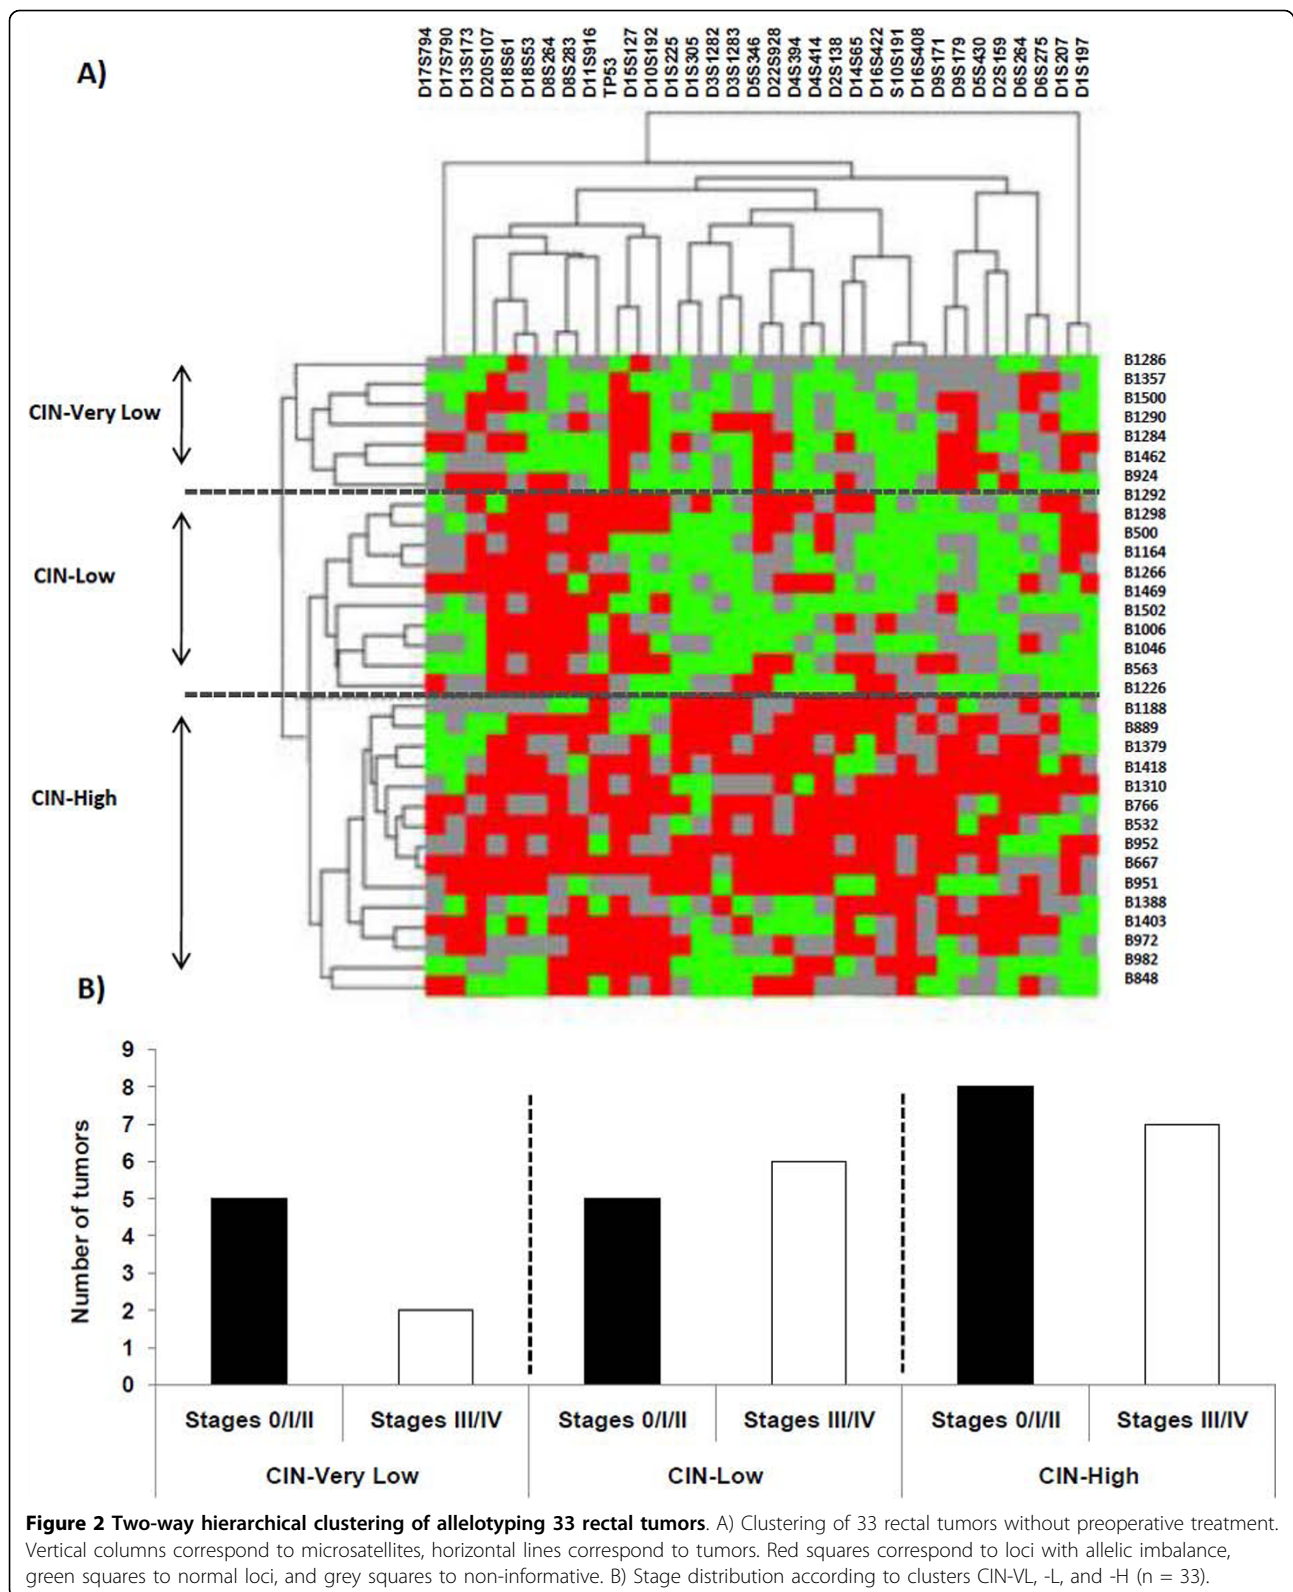 A)
D17S794
D17S790
D13S173
D20S107
D18S61
D18S53
D8S264
D8S283
D11S916
TP53
D15S127
D10S192
D1S225
D1S305
D3S1282
D3S1283
D5S346
D22S928
D4S394
D4S414
D2S138
D14S65
D16S422
S10S191
D16S408
D9S171
D9S179
D5S430
D2S159
D6S264
D6S275
D1S207
D1S197
CIN-Very Low
CIN-Low
CIN-High
B1286
B1357
B1500
B1290
B1284
B1462
B924
B1292
B1298
B500
B1164
B1266
B1469
B1502
B1006
B1046
B563
B1226
B1188
B889
B1379
B1418
B1310
B766
B532
B952
B667
B951
B1388
B1403
B972
B982
B848
B)
Number of tumors
9
8
7
6
5
4
3
2
1
0
Stages 0/I/II Stages III/IV Stages 0/I/II Stages III/IV Stages 0/I/II Stages III/IV
CIN-Very Low CIN-Low CIN-High
Figure 2 Two-way hierarchical clustering of allelotyping 33 rectal tumors. A) Clustering of 33 rectal tumors without preoperative treatment.
Vertical columns correspond to microsatellites, horizontal lines correspond to tumors. Red squares correspond to loci with allelic imbalance,
green squares to normal loci, and grey squares to non-informative. B) Stage distribution according to clusters CIN-VL, -L, and -H (n = 33).